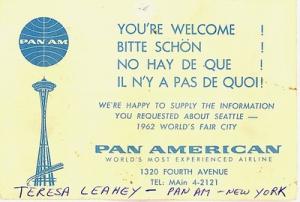 PAN AM
YOU'RE WELCOME !
BITTE SCHÖN !
NO HAY DE QUE !
IL N'Y A PAS DE QUOI!
WE'RE HAPPY TO SUPPLY THE INFORMATION
YOU REQUESTED ABOUT SEATTLE —
1962 WORLD'S FAIR CITY
PAN AMERICAN
WORLD'S MOST EXPERIENCED AIRLINE
1320 FOURTH AVENUE
TEL: MAin 4-2121
TERESA LEAHEY — PAN AM — NEW YORK